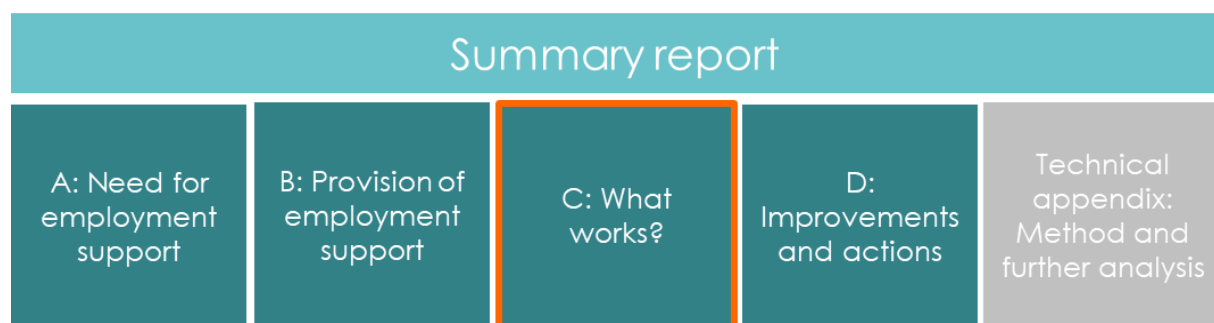 Summary report
A: Need for
employment
support
B: Provision of
employment
support
C: What
works?
D:
Improvements
and actions
Technical
appendix:
Method and
further analysis